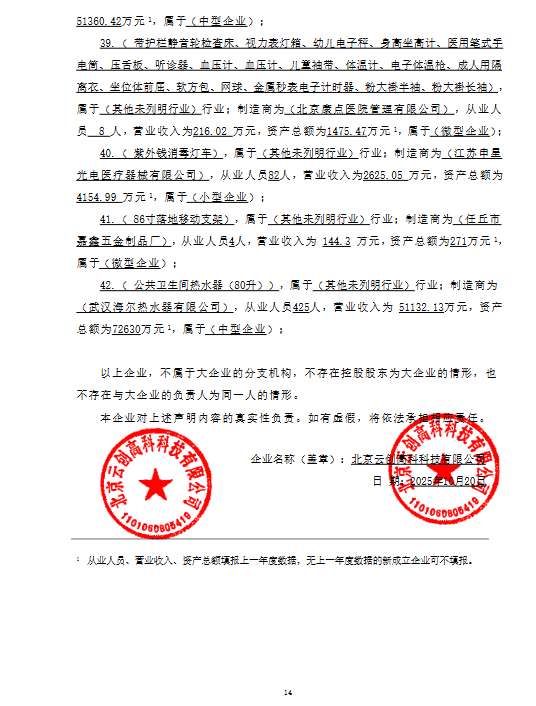 51360.42万元¹，属于（中型企业）；
39.（ 带护栏静音轮检查床、视力表灯箱、幼儿电子秤、身高坐高计、医用笔式手
电筒、压舌板、听诊器、血压计、血压计、儿童袖带、体温计、电子体温枪、成人用隔
离衣、坐位体前屈、软方包、网球、金属秒表电子计时器、粉大褂半袖、粉大褂长袖），
属于（其他未列明行业）行业；制造商为（北京康点医院管理有限公司），从业人
员 8 人，营业收入为216.02 万元，资产总额为1475.47万元¹，属于（微型企业）；
40.（ 紫外线消毒灯车），属于（其他未列明行业）行业；制造商为（江苏申星
光电医疗器械有限公司），从业人员82人，营业收入为2625.05 万元，资产总额为
4154.99 万元¹，属于（小型企业）；
41.（ 86寸落地移动支架），属于（其他未列明行业）行业；制造商为（任丘市
嘉鑫五金制品厂），从业人员4人，营业收入为 144.3 万元，资产总额为271万元¹，
属于（微型企业）；
42.（ 公共卫生间热水器（80升）），属于（其他未列明行业）行业；制造商为
（武汉海尔热水器有限公司），从业人员425人，营业收入为 51132.13万元，资产
总额为72630万元¹，属于（中型企业）；
以上企业，不属于大企业的分支机构，不存在控股股东为大企业的情形，也
不存在与大企业的负责人为同一人的情形。
本企业对上述声明内容的真实性负责。如有虚假，将依法承担相应责任。
企业名称（盖章）：北京云创高科科技有限公司
日 期：2025年10月20日
北京云创高科科技有限公司
1101060805419
北京云创高科科技有限公司
1101060805419
¹ 从业人员、营业收入、资产总额填报上一年度数据，无上一年度数据的新成立企业可不填报。
14